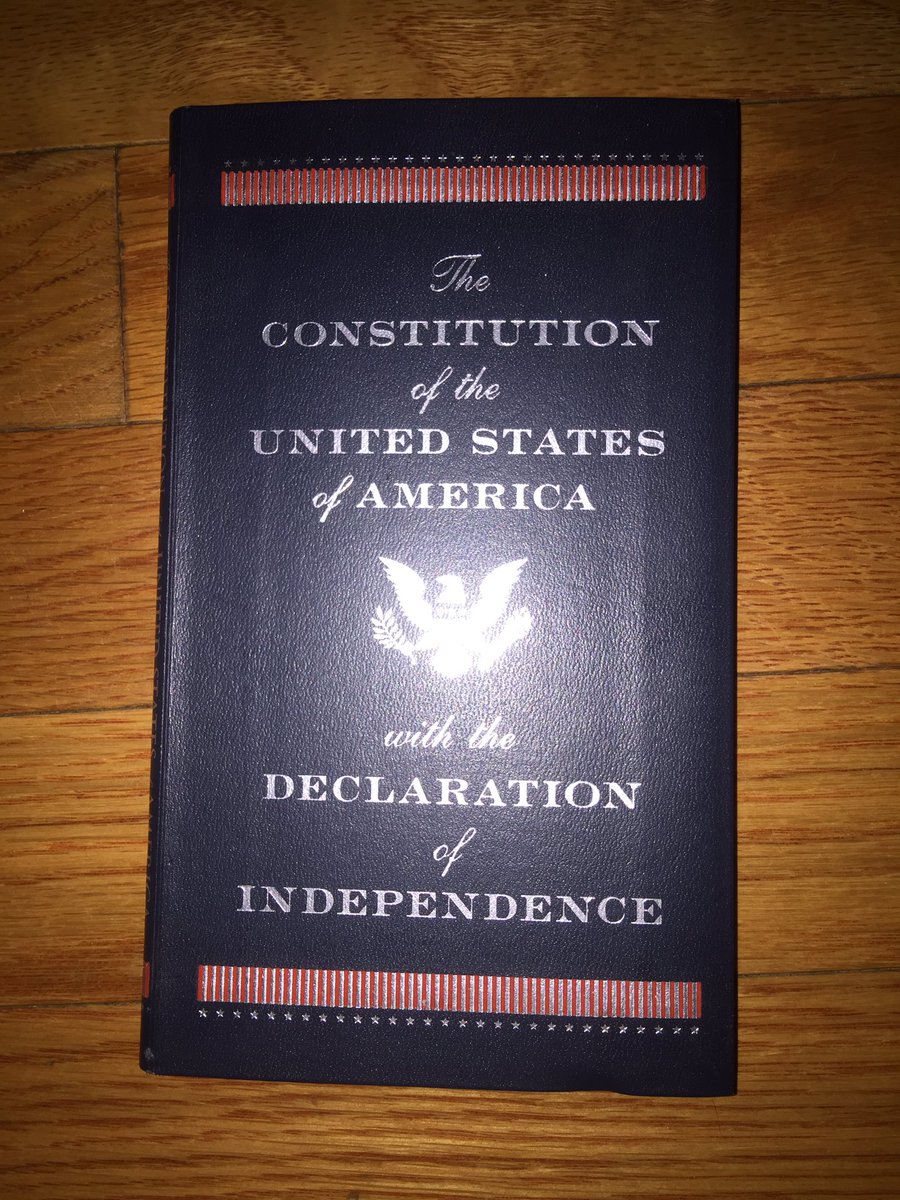 The
CONSTITUTION
of the
UNITED STATES
of AMERICA
with the
DECLARATION
of
INDEPENDENCE